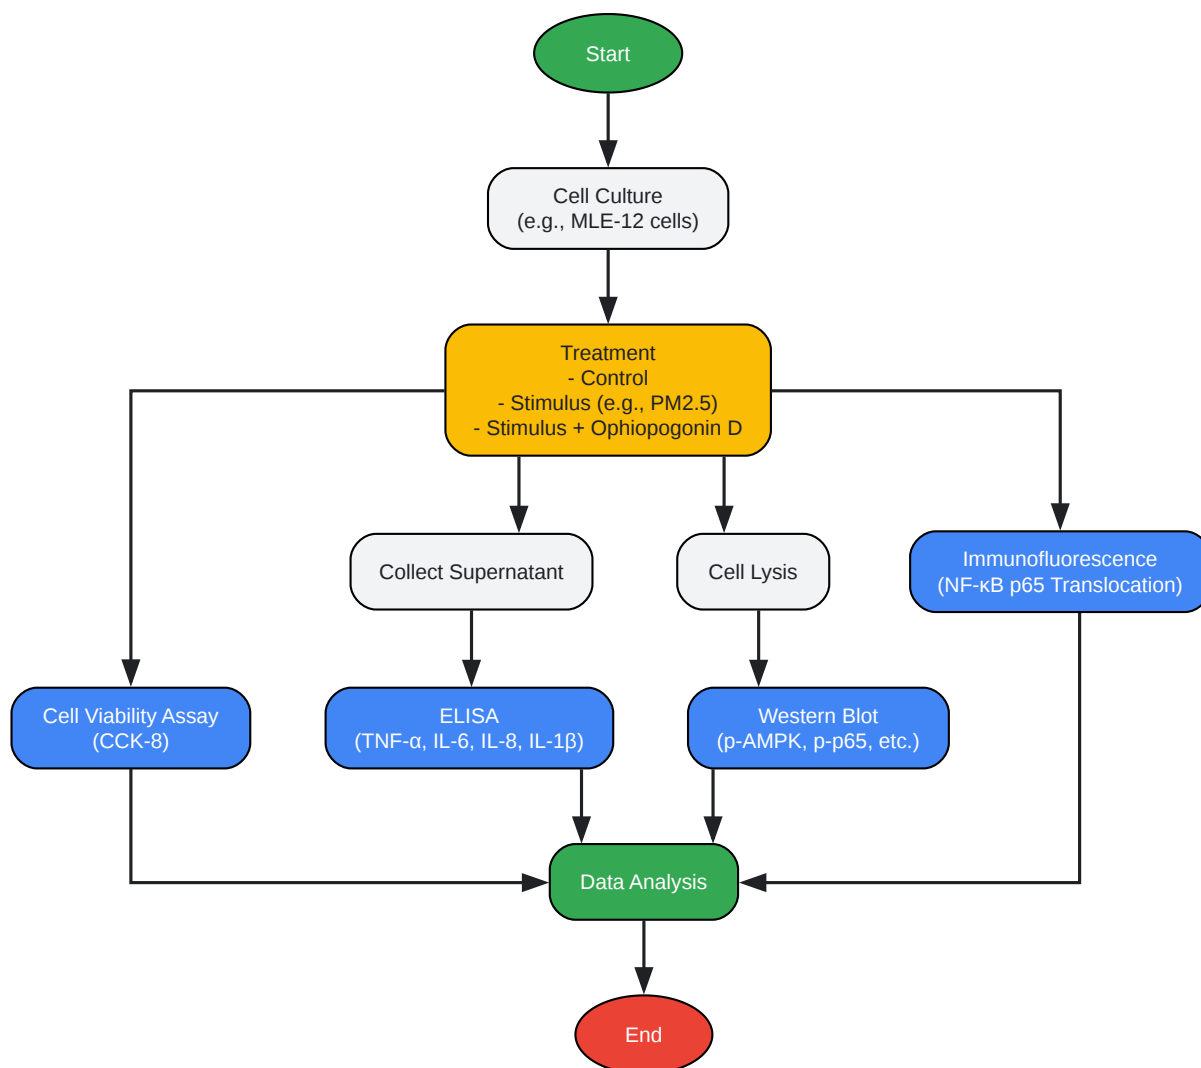 Start
Cell Culture
(e.g., MLE-12 cells)
Treatment
- Control
- Stimulus (e.g., PM2.5)
- Stimulus + Ophiopogonin D
Collect Supernatant
Cell Lysis
Immunofluorescence
(NF-κB p65 Translocation)
Cell Viability Assay
(CCK-8)
ELISA
(TNF-α, IL-6, IL-8, IL-1β)
Western Blot
(p-AMPK, p-p65, etc.)
Data Analysis
End